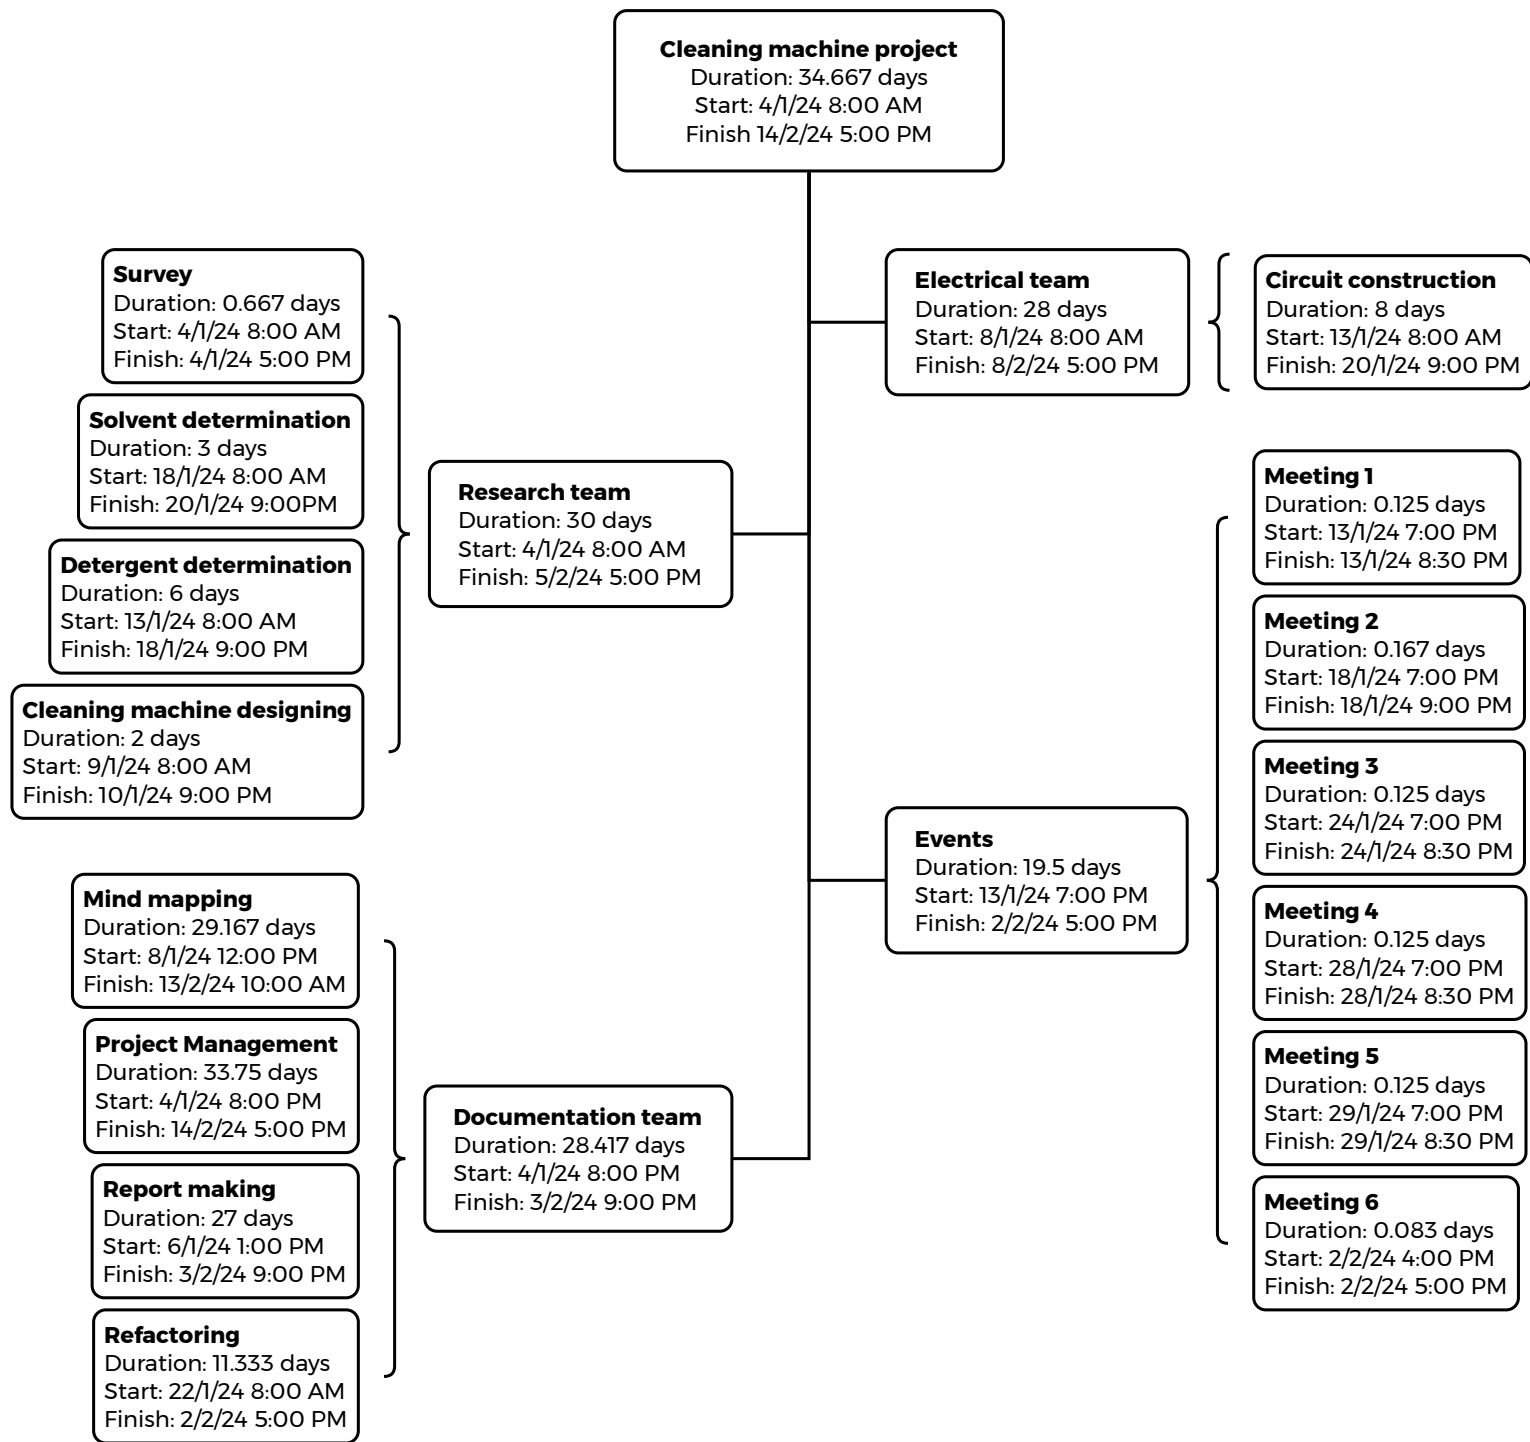 Cleaning machine project
Duration: 34.667 days
Start: 4/1/24 8:00 AM
Finish 14/2/24 5:00 PM
Survey
Duration: 0.667 days
Start: 4/1/24 8:00 AM
Finish: 4/1/24 5:00 PM
Solvent determination
Duration: 3 days
Start: 18/1/24 8:00 AM
Finish: 20/1/24 9:00PM
Detergent determination
Duration: 6 days
Start: 13/1/24 8:00 AM
Finish: 18/1/24 9:00 PM
Cleaning machine designing
Duration: 2 days
Start: 9/1/24 8:00 AM
Finish: 10/1/24 9:00 PM
Research team
Duration: 30 days
Start: 4/1/24 8:00 AM
Finish: 5/2/24 5:00 PM
Electrical team
Duration: 28 days
Start: 8/1/24 8:00 AM
Finish: 8/2/24 5:00 PM
Circuit construction
Duration: 8 days
Start: 13/1/24 8:00 AM
Finish: 20/1/24 9:00 PM
Events
Duration: 19.5 days
Start: 13/1/24 7:00 PM
Finish: 2/2/24 5:00 PM
Meeting 1
Duration: 0.125 days
Start: 13/1/24 7:00 PM
Finish: 13/1/24 8:30 PM
Meeting 2
Duration: 0.167 days
Start: 18/1/24 7:00 PM
Finish: 18/1/24 9:00 PM
Meeting 3
Duration: 0.125 days
Start: 24/1/24 7:00 PM
Finish: 24/1/24 8:30 PM
Meeting 4
Duration: 0.125 days
Start: 28/1/24 7:00 PM
Finish: 28/1/24 8:30 PM
Meeting 5
Duration: 0.125 days
Start: 29/1/24 7:00 PM
Finish: 29/1/24 8:30 PM
Meeting 6
Duration: 0.083 days
Start: 2/2/24 4:00 PM
Finish: 2/2/24 5:00 PM
Mind mapping
Duration: 29.167 days
Start: 8/1/24 12:00 PM
Finish: 13/2/24 10:00 AM
Project Management
Duration: 33.75 days
Start: 4/1/24 8:00 PM
Finish: 14/2/24 5:00 PM
Report making
Duration: 27 days
Start: 6/1/24 1:00 PM
Finish: 3/2/24 9:00 PM
Refactoring
Duration: 11.333 days
Start: 22/1/24 8:00 AM
Finish: 2/2/24 5:00 PM
Documentation team
Duration: 28.417 days
Start: 4/1/24 8:00 PM
Finish: 3/2/24 9:00 PM